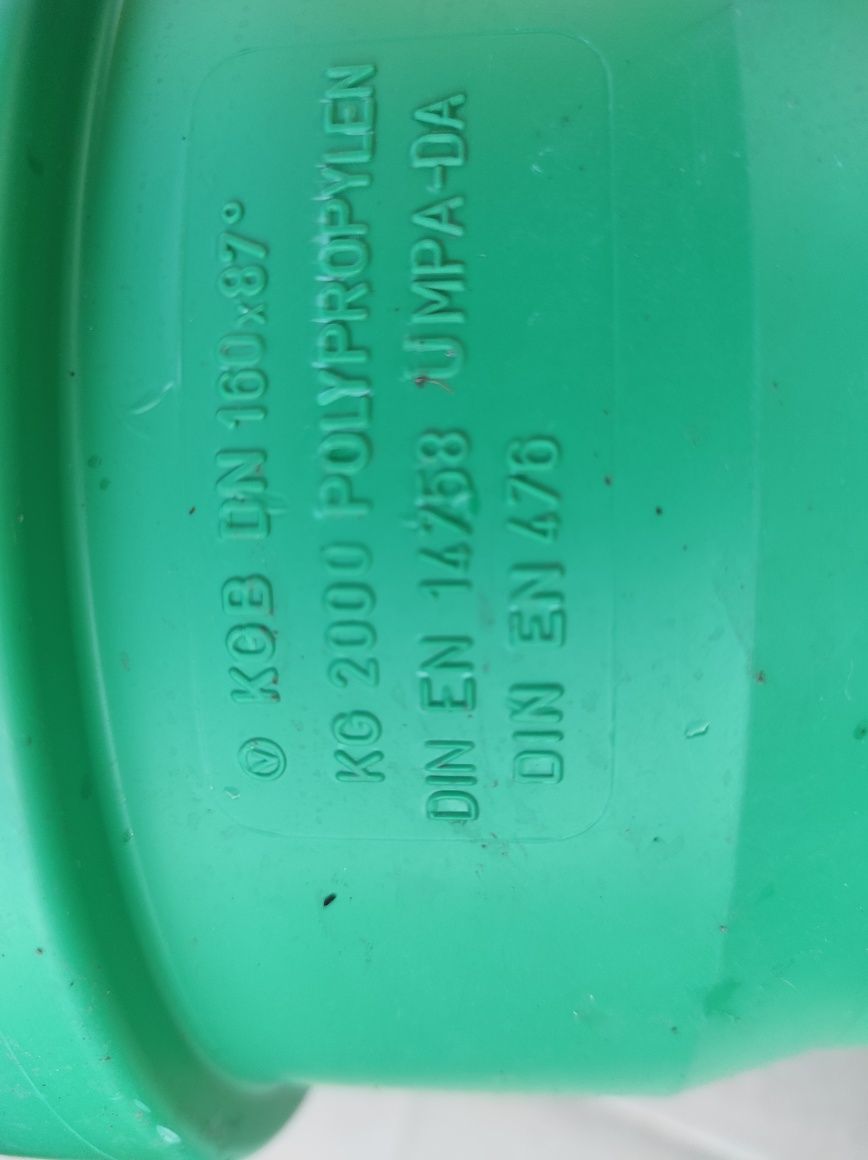 KGB DN 160x87°
KG 2000 POLYPROPYLEN
DIN EN 14758 ÜMPA-DA
DIN EN 476